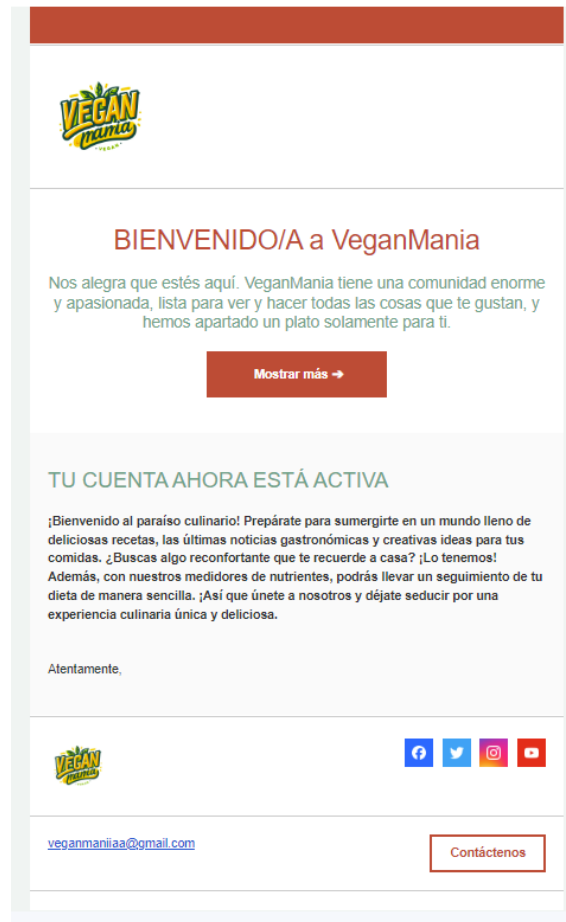 VEGAN
mania
VEGAN
BIENVENIDO/A a VeganMania
Nos alegra que estés aquí. VeganMania tiene una comunidad enorme
y apasionada, lista para ver y hacer todas las cosas que te gustan, y
hemos apartado un plato solamente para ti.
Mostrar más ➔
TU CUENTA AHORA ESTÁ ACTIVA
¡Bienvenido al paraíso culinario! Prepárate para sumergirte en un mundo lleno de
deliciosas recetas, las últimas noticias gastronómicas y creativas ideas para tus
comidas. ¿Buscas algo reconfortante que te recuerde a casa? ¡Lo tenemos!
Además, con nuestros medidores de nutrientes, podrás llevar un seguimiento de tu
dieta de manera sencilla. ¡Así que únete a nosotros y déjate seducir por una
experiencia culinaria única y deliciosa.
Atentamente,
VEGAN
mania
veganmaniiaa@gmail.com
Contáctenos